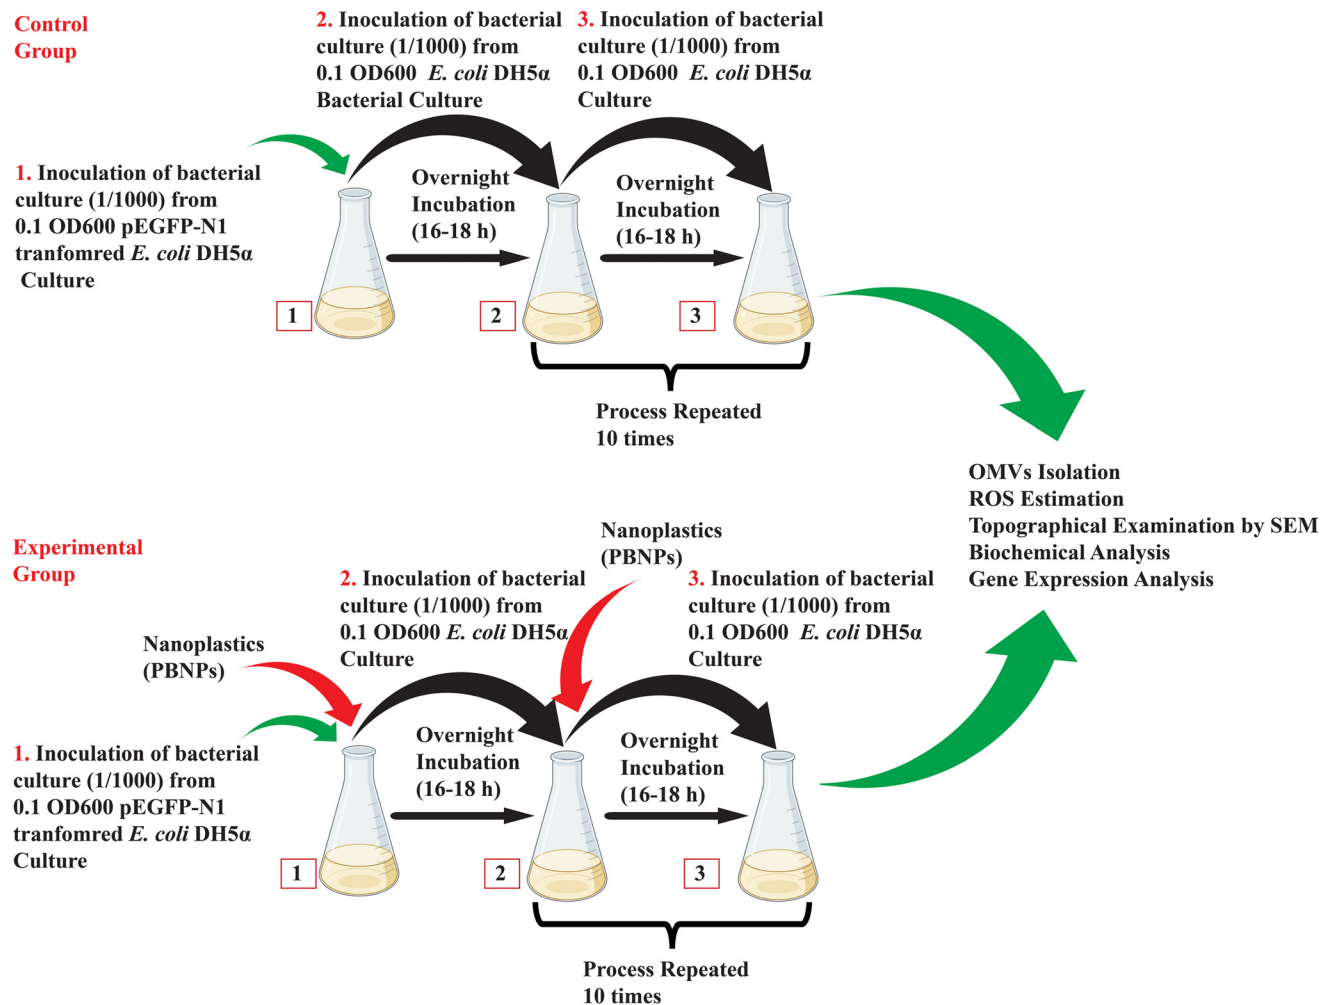 Control
Group
1. Inoculation of bacterial
culture (1/1000) from
0.1 OD600 pEGFP-N1
tranfomred E. coli DH5α
Culture
2. Inoculation of bacterial
culture (1/1000) from
0.1 OD600 E. coli DH5α
Bacterial Culture
3. Inoculation of bacterial
culture (1/1000) from
0.1 OD600 E. coli DH5α
Culture
Overnight
Incubation
(16-18 h)
Overnight
Incubation
(16-18 h)
1
2
3
Process Repeated
10 times
OMVs Isolation
ROS Estimation
Topographical Examination by SEM
Biochemical Analysis
Gene Expression Analysis
Experimental
Group
Nanoplastics
(PBNPs)
1. Inoculation of bacterial
culture (1/1000) from
0.1 OD600 pEGFP-N1
tranfomred E. coli DH5α
Culture
2. Inoculation of bacterial
culture (1/1000) from
0.1 OD600 E. coli DH5α
Culture
Nanoplastics
(PBNPs)
3. Inoculation of bacterial
culture (1/1000) from
0.1 OD600 E. coli DH5α
Culture
Overnight
Incubation
(16-18 h)
Overnight
Incubation
(16-18 h)
1
2
3
Process Repeated
10 times